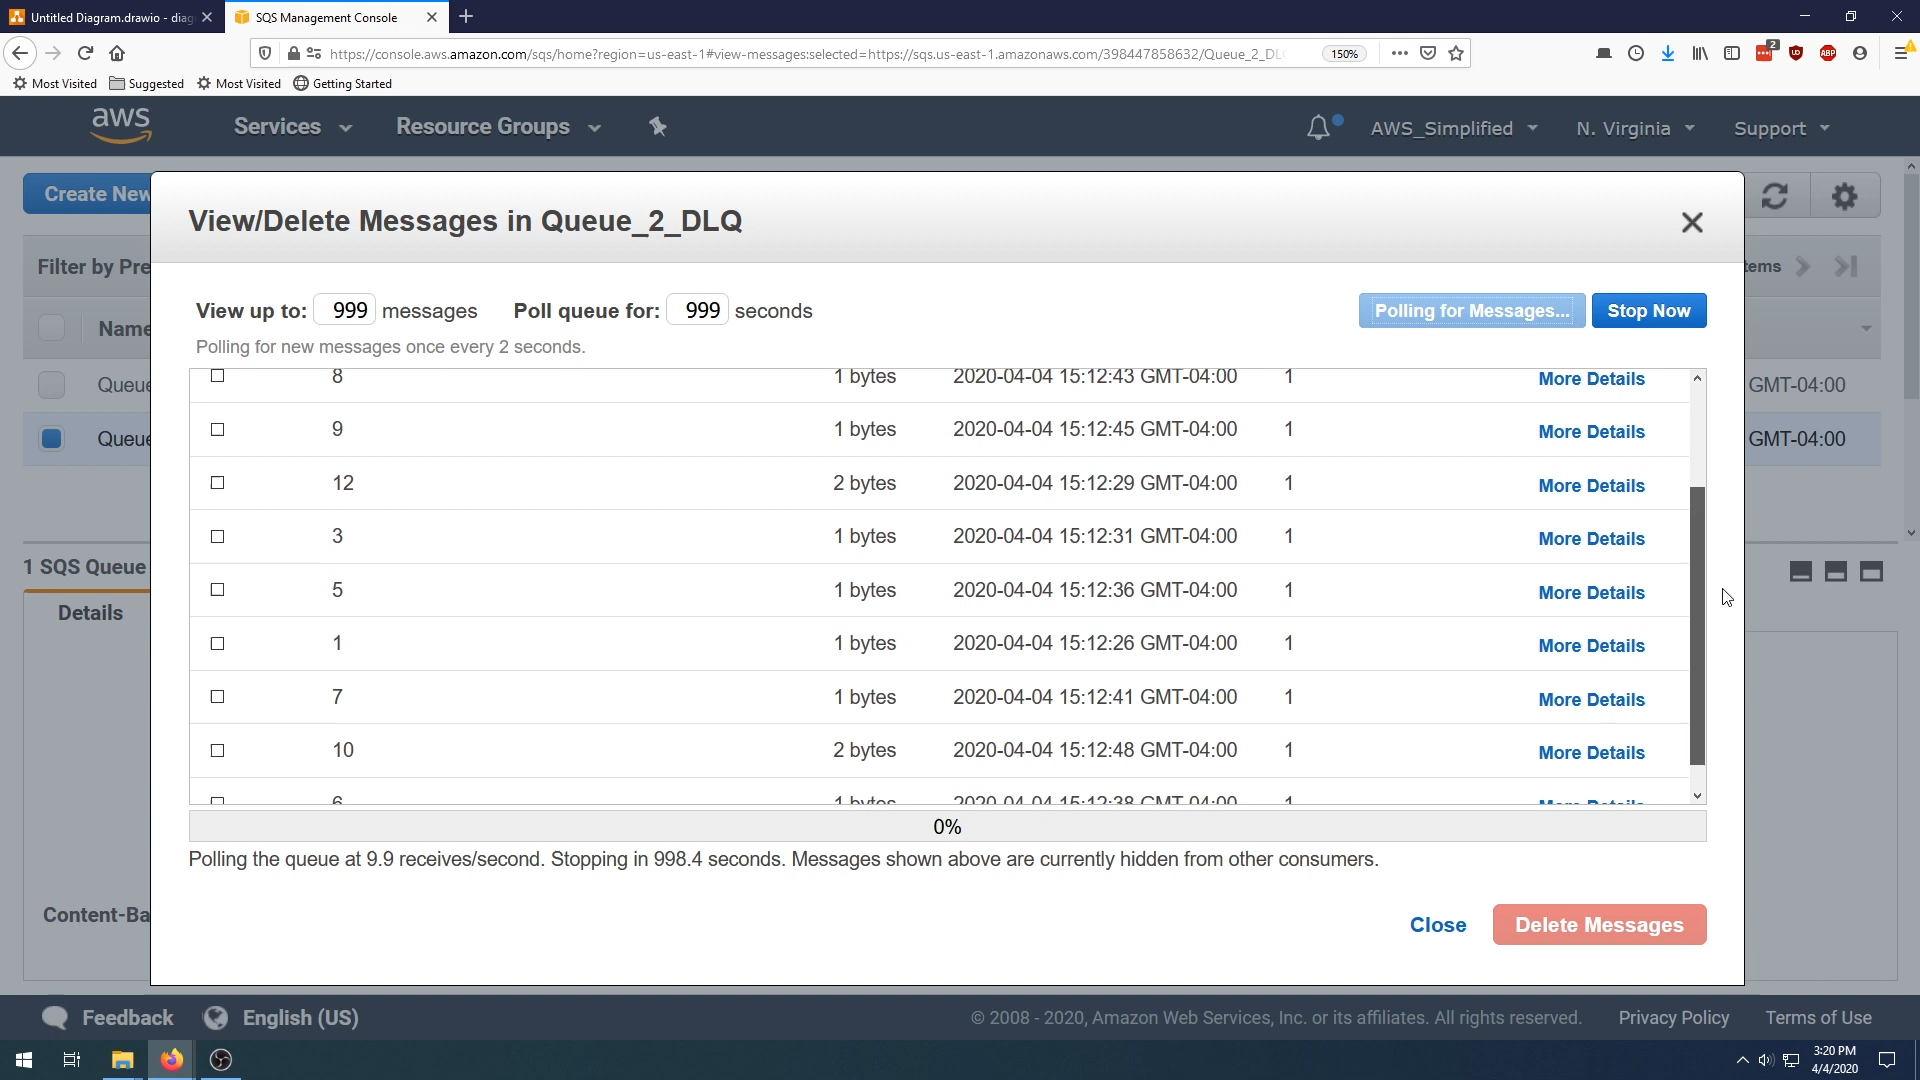 Untitled Diagram.drawio - diag
SQS Management Console
https://console.aws.amazon.com/sqs/home?region=us-east-1#view-messages:selected=https://sqs.us-east-1.amazonaws.com/398447858632/Queue_2_DL
150%
2
Most Visited
Suggested
Most Visited
Getting Started
aws
Services
Resource Groups
AWS_Simplified
N. Virginia
Support
Create New
Filter by Pre
tems
Name
Queue
GMT-04:00
Queue
GMT-04:00
1 SQS Queue
Details
Content-Ba
View/Delete Messages in Queue_2_DLQ
View up to: 999 messages Poll queue for: 999 seconds
Polling for Messages...
Stop Now
Polling for new messages once every 2 seconds.
8 1 bytes 2020-04-04 15:12:43 GMT-04:00 1 More Details
9 1 bytes 2020-04-04 15:12:45 GMT-04:00 1 More Details
12 2 bytes 2020-04-04 15:12:29 GMT-04:00 1 More Details
3 1 bytes 2020-04-04 15:12:31 GMT-04:00 1 More Details
5 1 bytes 2020-04-04 15:12:36 GMT-04:00 1 More Details
1 1 bytes 2020-04-04 15:12:26 GMT-04:00 1 More Details
7 1 bytes 2020-04-04 15:12:41 GMT-04:00 1 More Details
10 2 bytes 2020-04-04 15:12:48 GMT-04:00 1 More Details
6 1 bytes 2020-04-04 15:12:38 GMT-04:00 1 More Details
0%
Polling the queue at 9.9 receives/second. Stopping in 998.4 seconds. Messages shown above are currently hidden from other consumers.
Close
Delete Messages
Feedback
English (US)
© 2008 - 2020, Amazon Web Services, Inc. or its affiliates. All rights reserved.
Privacy Policy
Terms of Use
3:20 PM
4/4/2020